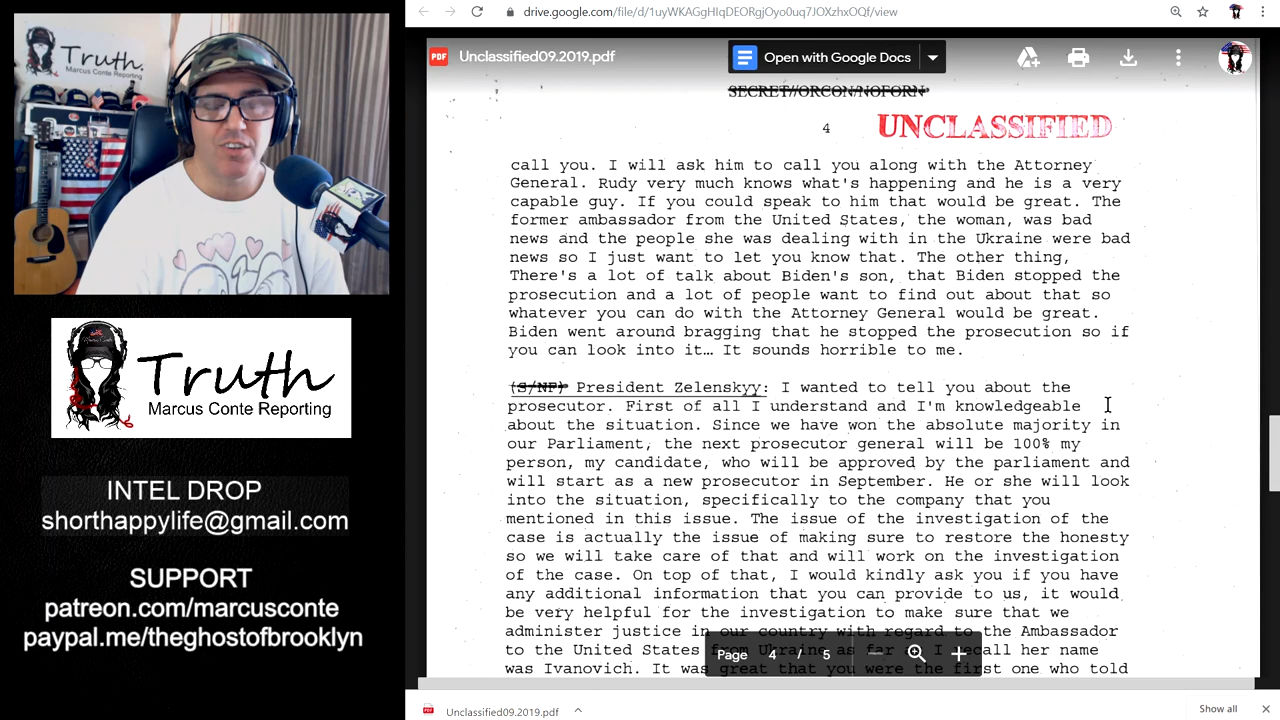 drive.google.com/file/d/1uyWKAGgHIqDEORgjOyo0uq7JOXzhxOQf/view
Unclassified09.2019.pdf
Open with Google Docs
SECRET//ORCON/NOFORN
4
UNCLASSIFIED
call you. I will ask him to call you along with the Attorney
General. Rudy very much knows what's happening and he is a very
capable guy. If you could speak to him that would be great. The
former ambassador from the United States, the woman, was bad
news and the people she was dealing with in the Ukraine were bad
news so I just want to let you know that. The other thing,
There's a lot of talk about Biden's son, that Biden stopped the
prosecution and a lot of people want to find out about that so
whatever you can do with the Attorney General would be great.
Biden went around bragging that he stopped the prosecution so if
you can look into it… It sounds horrible to me.
(S/NF) President Zelenskyy: I wanted to tell you about the
prosecutor. First of all I understand and I'm knowledgeable
about the situation. Since we have won the absolute majority in
our Parliament, the next prosecutor general will be 100% my
person, my candidate, who will be approved by the parliament and
will start as a new prosecutor in September. He or she will look
into the situation, specifically to the company that you
mentioned in this issue. The issue of the investigation of the
case is actually the issue of making sure to restore the honesty
so we will take care of that and will work on the investigation
of the case. On top of that, I would kindly ask you if you have
any additional information that you can provide to us, it would
be very helpful for the investigation to make sure that we
administer justice in our country with regard to the Ambassador
to the United States from Ukraine as far as I recall her name
was Ivanovich. It was great that you were the first one who told
Page 4 / 5
Unclassified09.2019.pdf
Show all
Truth.
Marcus Conte Reporting
Truth
Marcus Conte Reporting
INTEL DROP
shorthappylife@gmail.com
SUPPORT
patreon.com/marcusconte
paypal.me/theghostofbrooklyn